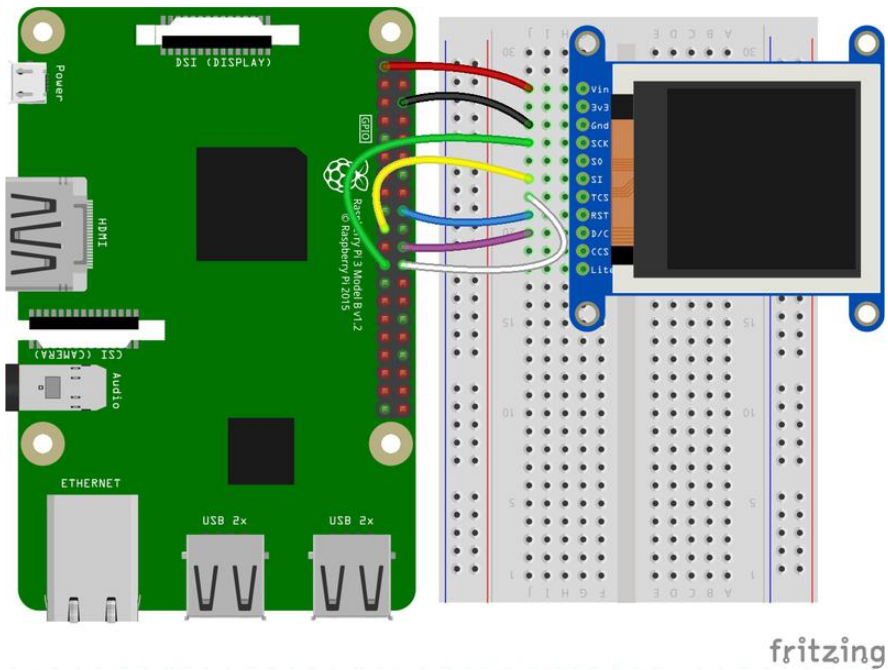 DSI (DISPLAY)
Power
GPIO
HDMI
Raspberry Pi 3 Model B v1.2
© Raspberry Pi 2015
CSI (CAMERA)
Audio
ETHERNET
USB 2x
USB 2x
J I H G F E D C B A
30 30
20
15 15
10 10
5 5
1 1
J I H G F E D C B A
Vin
3v3
Gnd
SCK
SO
SI
TCS
RST
D/C
CCS
Lite
fritzing